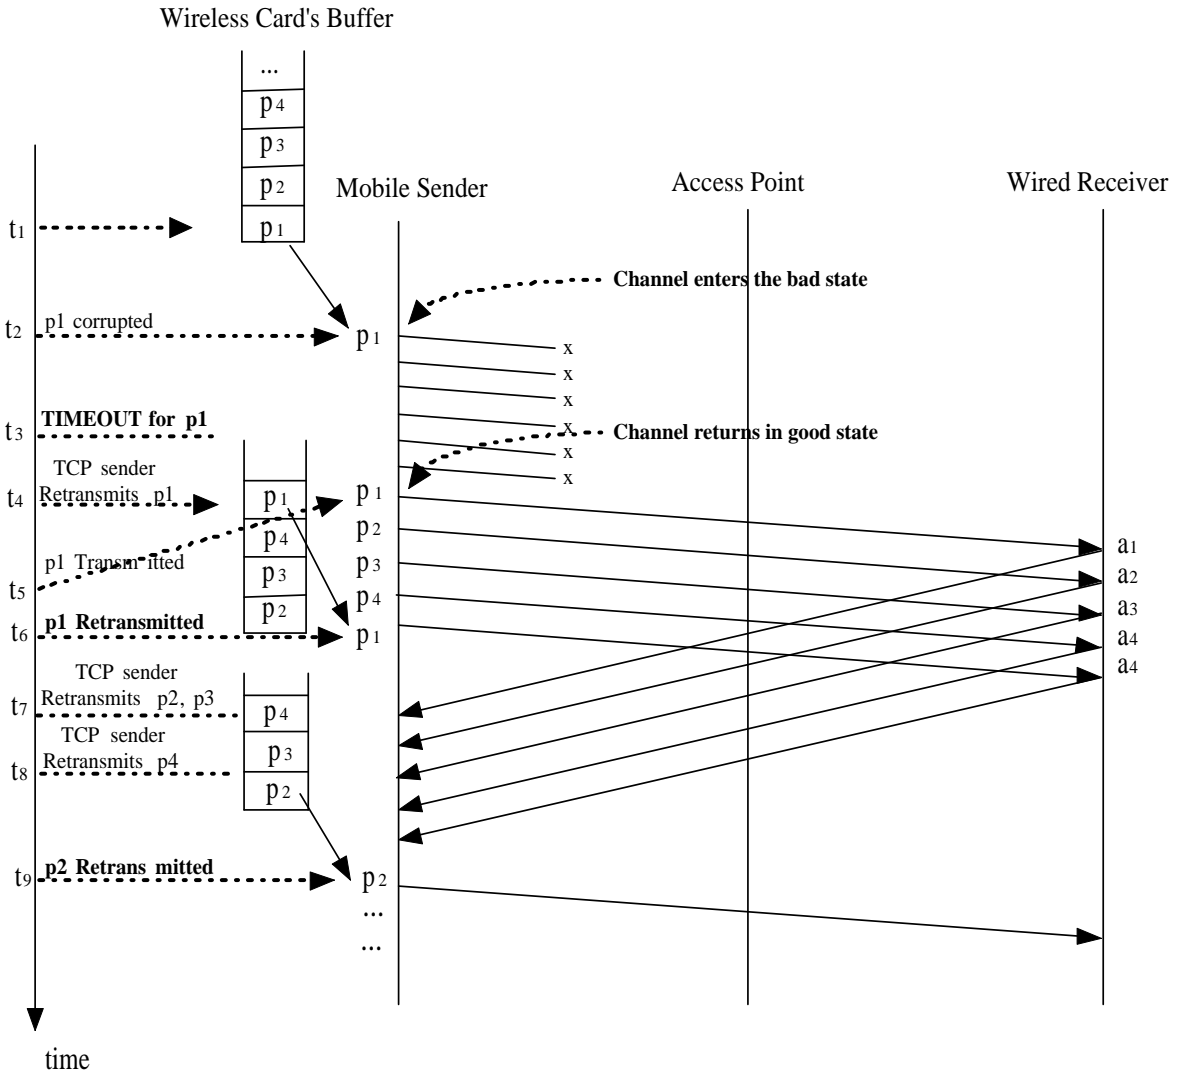 Wireless Card's Buffer
...
p4
p3
p2
p1
Mobile Sender
Access Point
Wired Receiver
t1
Channel enters the bad state
t2
p1 corrupted
p1
x
x
x
x
x
x
t3
TIMEOUT for p1
Channel returns in good state
t4
TCP sender
Retransmits p1
p1
p4
p3
p2
p1
p2
p3
p4
p1
a1
a2
a3
a4
a4
t5
p1 Transm itted
t6
p1 Retransmitted
t7
TCP sender
Retransmits p2, p3
p4
p3
p2
t8
TCP sender
Retransmits p4
t9
p2 Retrans mitted
p2
...
...
time